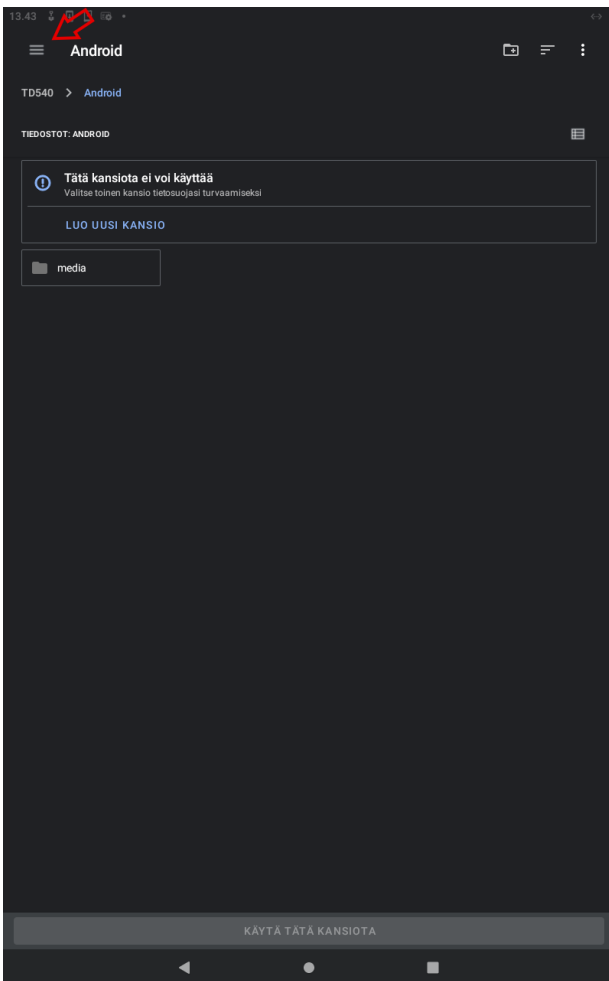 13.43
Android
TD540 > Android
TIEDOSTOT: ANDROID
Tätä kansiota ei voi käyttää
Valitse toinen kansio tietosuojasi turvaamiseksi
LUO UUSI KANSIO
media
KÄYTÄ TÄTÄ KANSIOTA